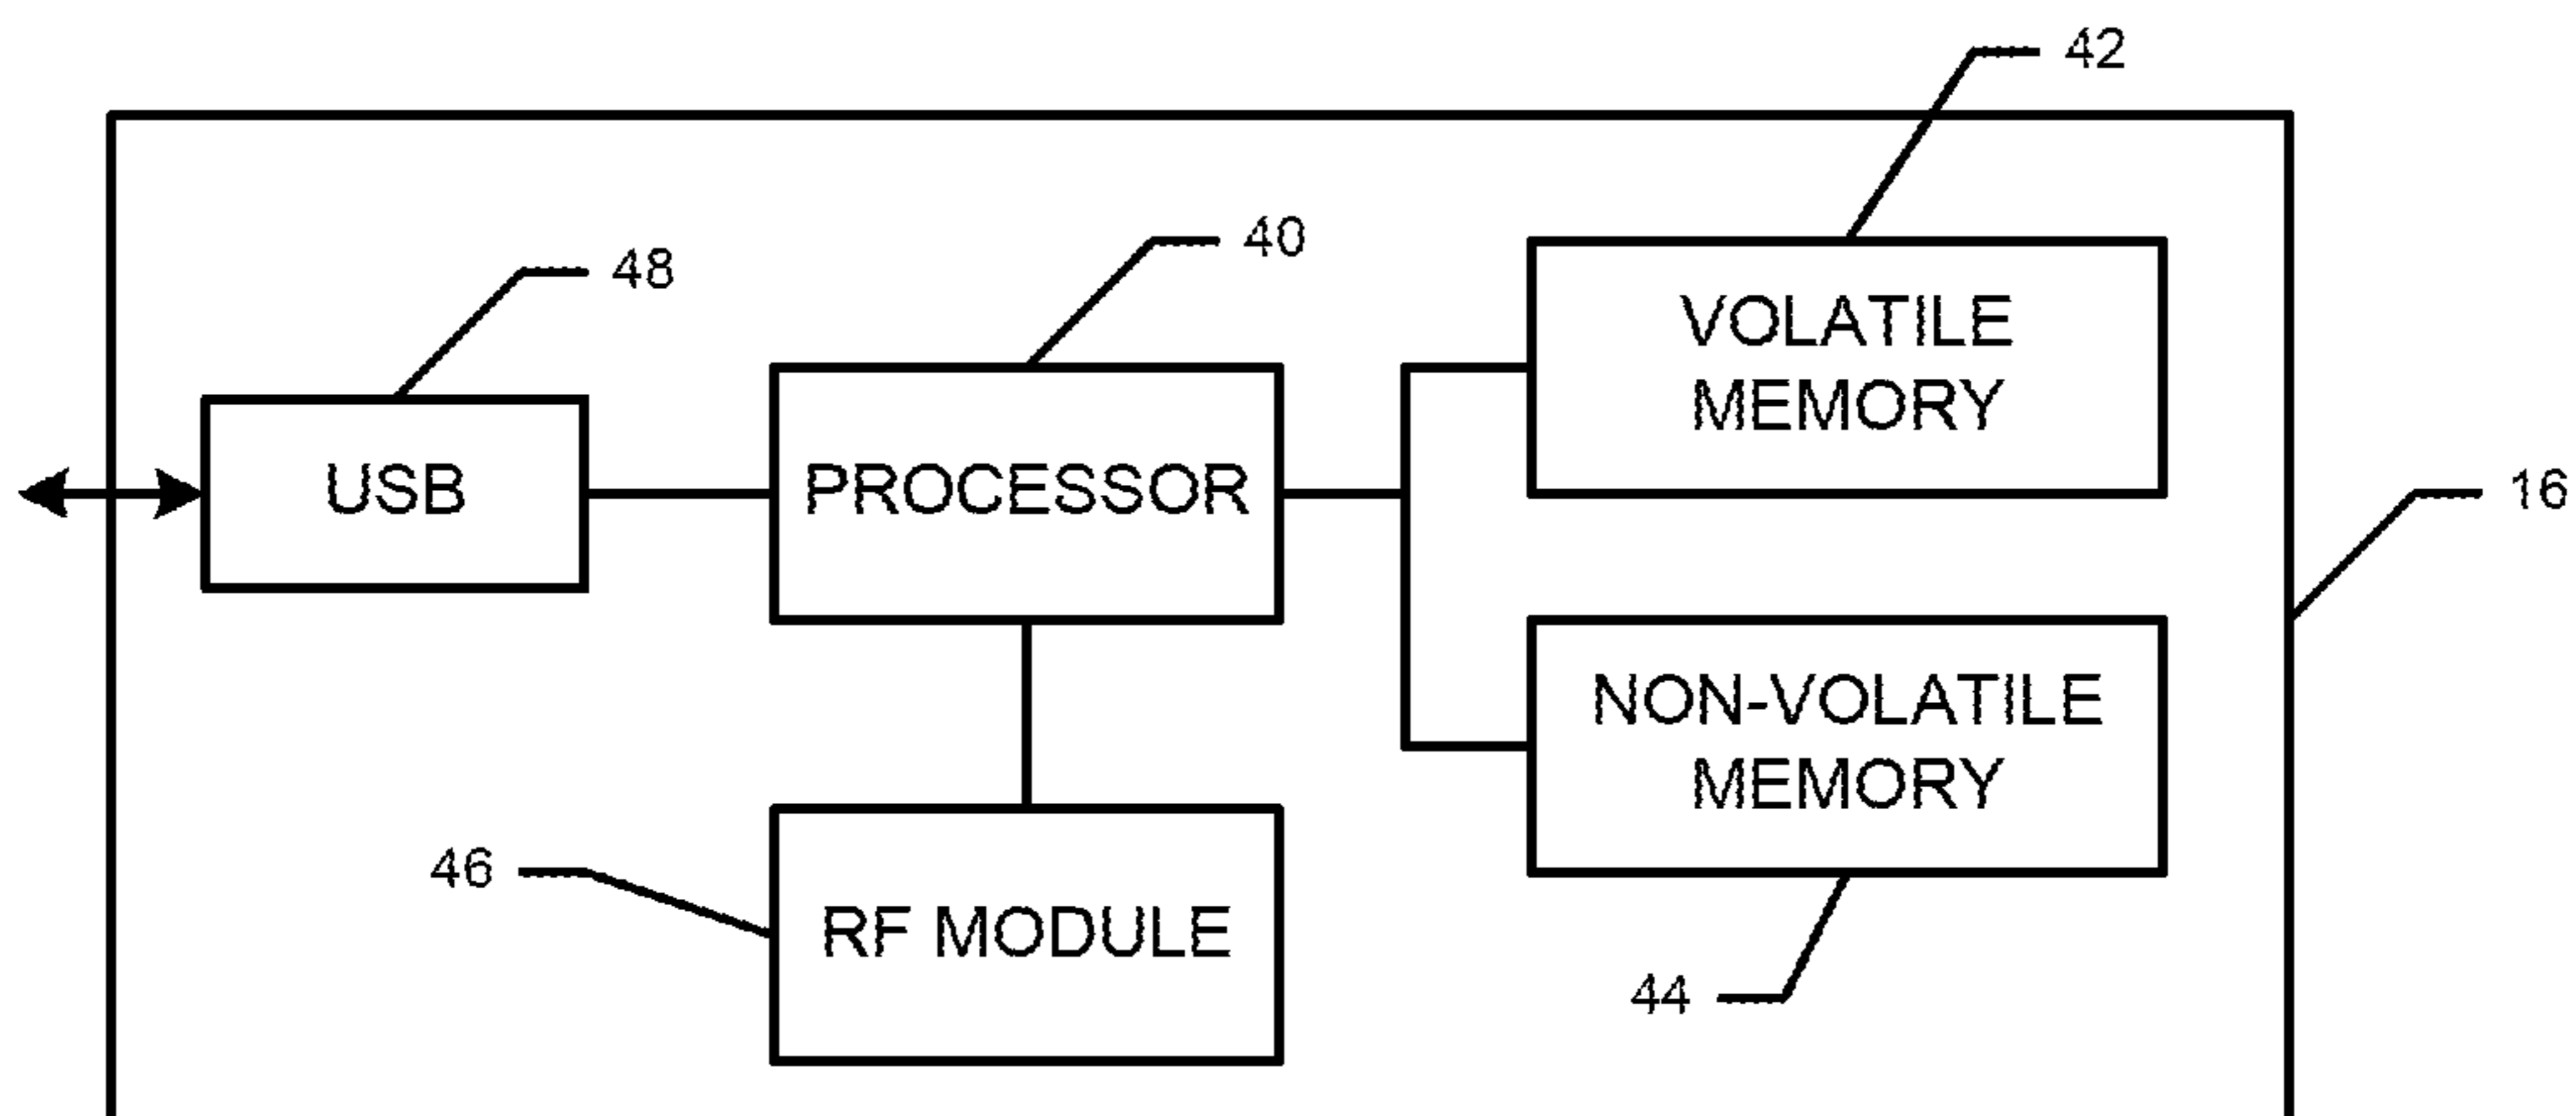 42
40
48
VOLATILE
MEMORY
USB
PROCESSOR
16
NON-VOLATILE
MEMORY
46
RF MODULE
44